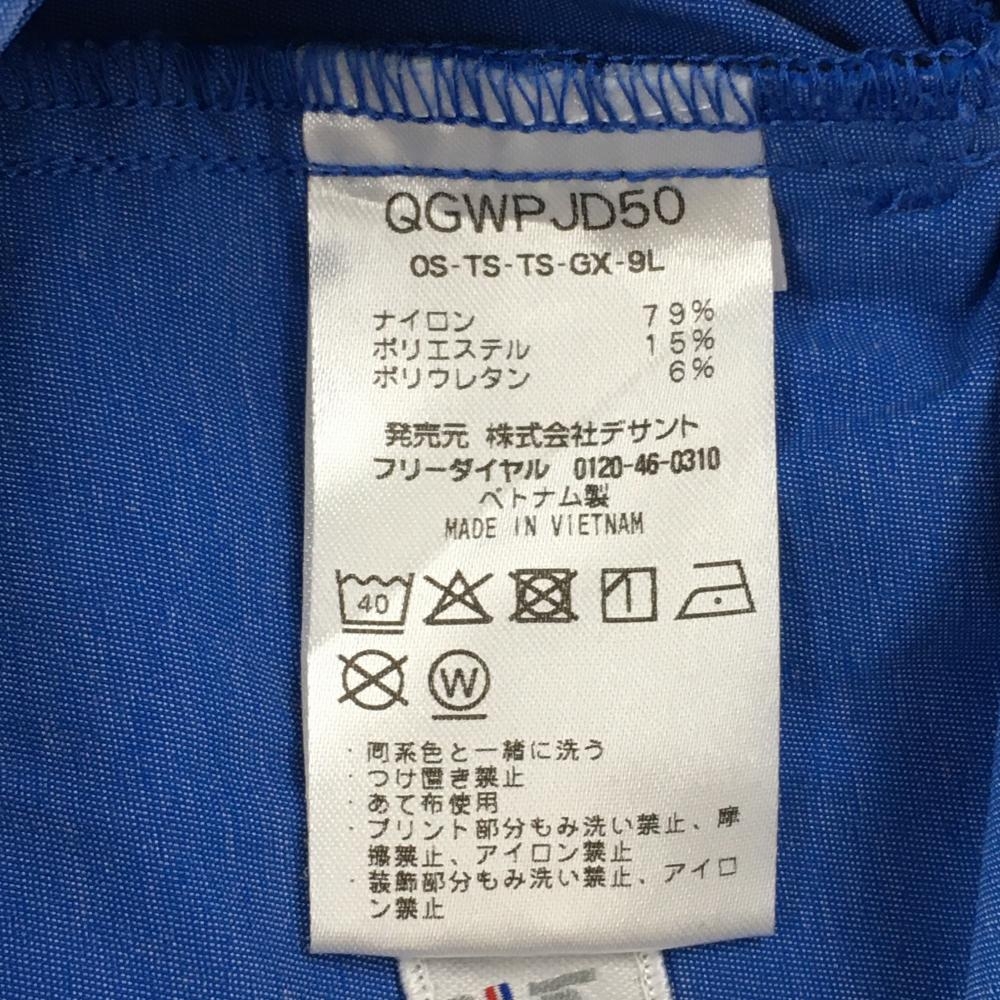 QGWPJD50
OS-TS-TS-GX-9L
ナイロン 79%
ポリエステル 15%
ポリウレタン 6%
発売元 株式会社デサント
フリーダイヤル 0120-46-0310
ベトナム製
MADE IN VIETNAM
40
W
・同系色と一緒に洗う
・つけ置き禁止
・あて布使用
・プリント部分もみ洗い禁止、摩
擦禁止、アイロン禁止
・装飾部分もみ洗い禁止、アイロ
ン禁止